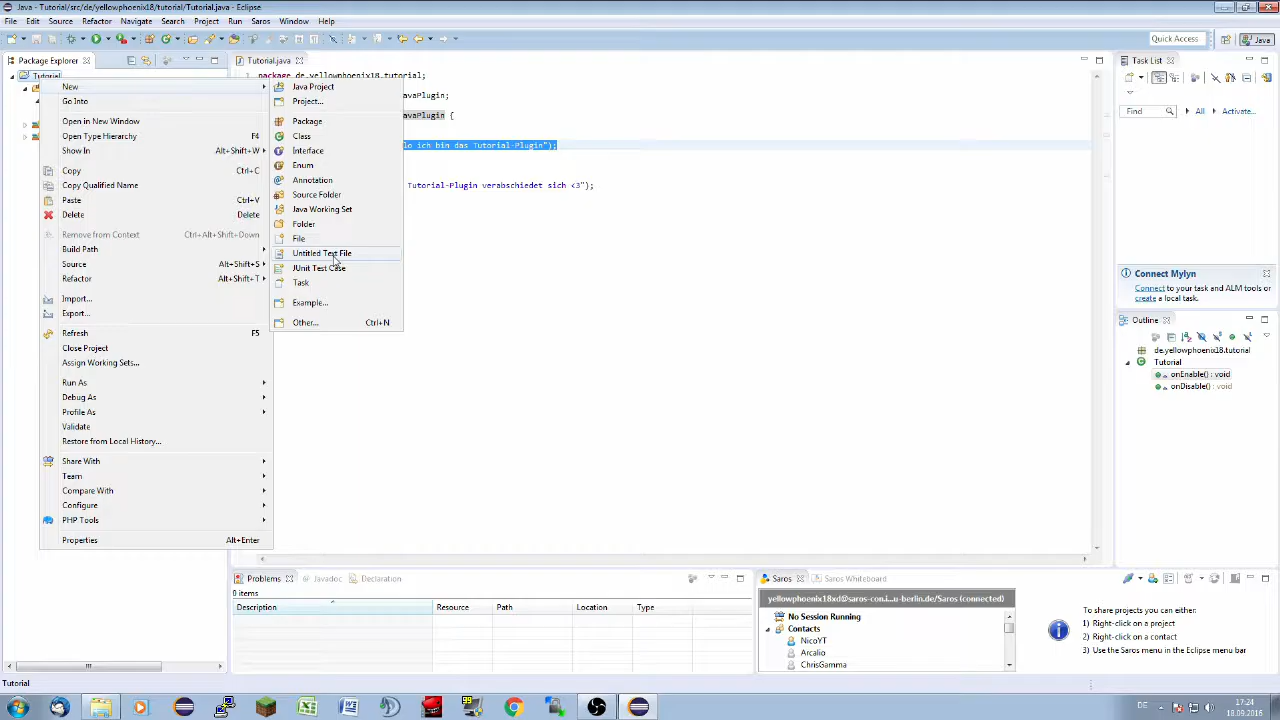 Java - Tutorial/src/de/yellowphoenix18/tutorial/Tutorial.java - Eclipse
File Edit Source Refactor Navigate Search Project Run Saros Window Help
Quick Access
Java
Package Explorer
Tutorial
New
Go Into
Open in New Window
Open Type Hierarchy F4
Show In Alt+Shift+W
Copy Ctrl+C
Copy Qualified Name
Paste Ctrl+V
Delete Delete
Remove from Context Ctrl+Alt+Shift+Down
Build Path
Source Alt+Shift+S
Refactor Alt+Shift+T
Import...
Export...
Refresh F5
Close Project
Assign Working Sets...
Run As
Debug As
Profile As
Validate
Restore from Local History...
Share With
Team
Compare With
Configure
PHP Tools
Properties Alt+Enter
Java Project
Project...
Package
Class
Interface
Enum
Annotation
Source Folder
Java Working Set
Folder
File
Untitled Text File
JUnit Test Case
Task
Example...
Other... Ctrl+N
Tutorial.java
package de.yellowphoenix18.tutorial;
avaPlugin;
avaPlugin {
lo ich bin das Tutorial-Plugin");
Tutorial-Plugin verabschiedet sich <3");
Task List
Find All Activate...
Connect Mylyn
Connect to your task and ALM tools or
create a local task.
Outline
de.yellowphoenix18.tutorial
Tutorial
onEnable() : void
onDisable() : void
Problems Javadoc Declaration
0 items
Description Resource Path Location Type
Saros Saros Whiteboard
yellowphoenix18xd@saros-con.i...u-berlin.de/Saros (connected)
No Session Running
Contacts
NicoYT
Arcalio
ChrisGamma
To share projects you can either:
1) Right-click on a project
2) Right-click on a contact
3) Use the Saros menu in the Eclipse menu bar
Tutorial
99
DE
17:24
18.09.2016